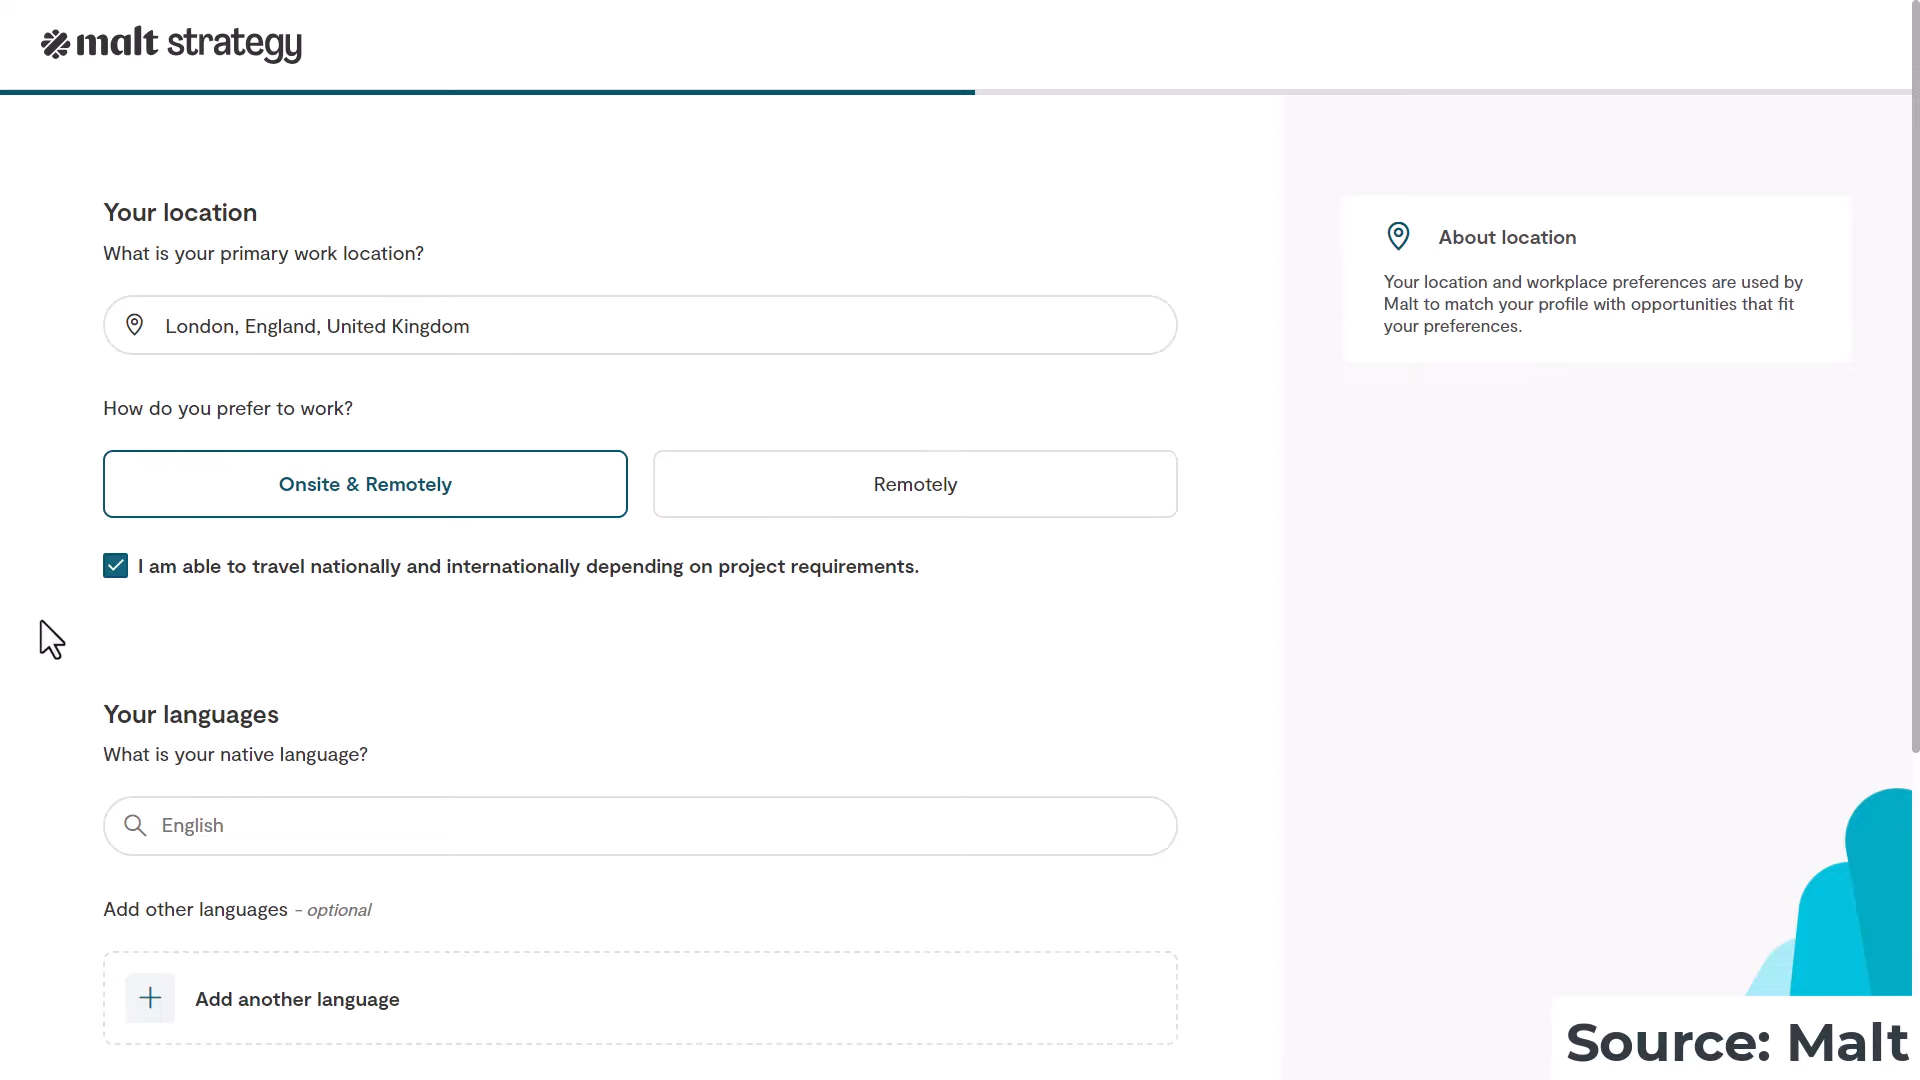 malt strategy
Your location
What is your primary work location?
London, England, United Kingdom
How do you prefer to work?
Onsite & Remotely
Remotely
I am able to travel nationally and internationally depending on project requirements.
Your languages
What is your native language?
English
Add other languages - optional
Add another language
About location
Your location and workplace preferences are used by
Malt to match your profile with opportunities that fit
your preferences.
Source: Malt